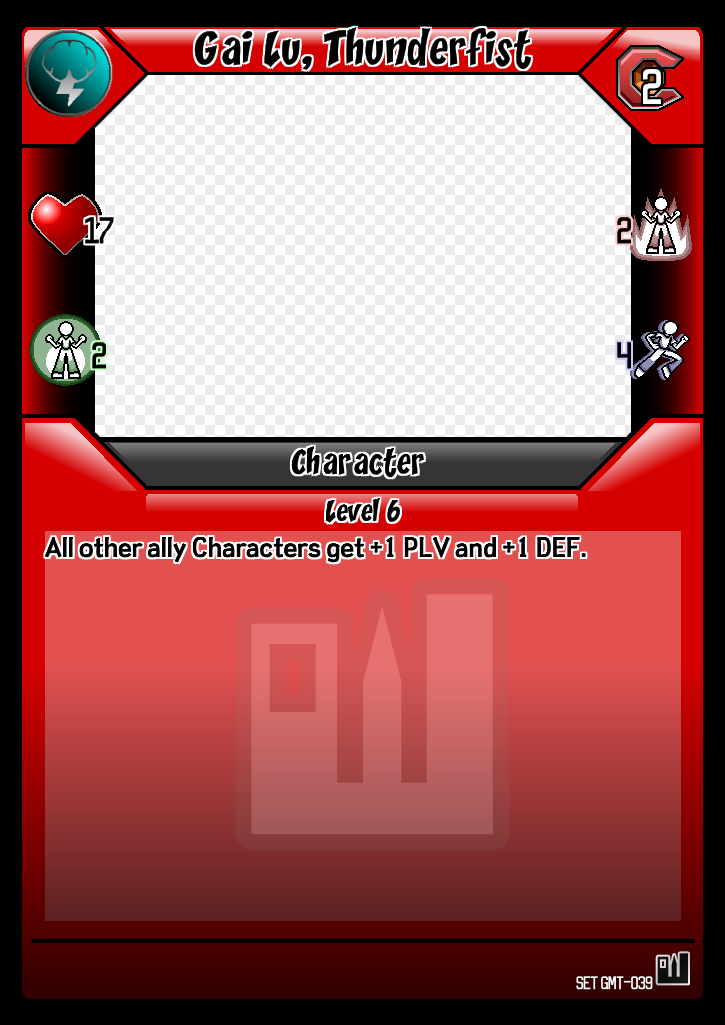 Gai Lu, Thunderfist
2
17
2
2
4
Character
Level 6
All other ally Characters get +1 PLV and +1 DEF.
SET GMT-039